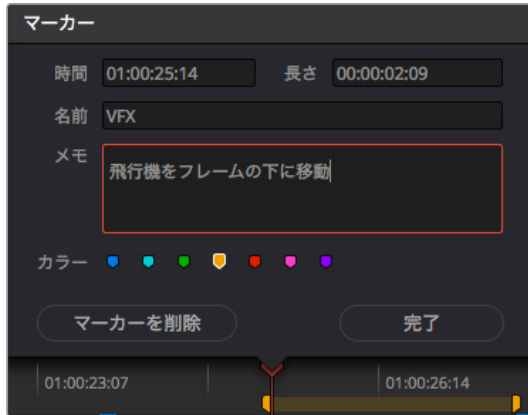 マーカー
時間 01:00:25:14 長さ 00:00:02:09
名前 VFX
メモ 飛行機をフレームの下に移動
カラー
マーカーを削除 完了
01:00:23:07 01:00:26:14